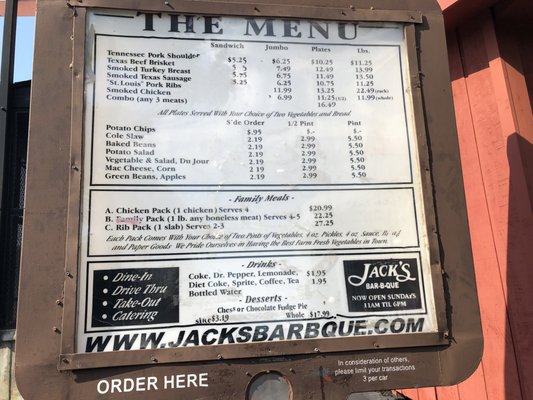 THE MENU
Sandwich Jumbo Plates Lbs.
Tennessee Pork Shoulder $5.25 $6.25 $10.25 $11.25
Texas Beef Brisket 7.49 12.49 13.99
Smoked Turkey Breast 5.25 6.75 11.49 13.50
Smoked Texas Sausage 5.25 6.25 10.75 11.25
"St. Louis" Pork Ribs 11.99 13.25 22.49 (rack)
Smoked Chicken 6.99 11.25 (1/2) 11.99 (whole)
Combo (any 3 meats) 16.49
All Plates Served With Your Choice of Two Vegetables and Bread
Side Order 1/2 Pint Pint
Potato Chips $.95 $.- $.-
Cole Slaw 2.19 2.99 5.50
Baked Beans 2.19 2.99 5.50
Potato Salad 2.19 2.99 5.50
Vegetable & Salad, Du Jour 2.19 2.99 5.50
Mac Cheese, Corn 2.19 2.99 5.50
Green Beans, Apples 2.19 2.99 5.50
- Family Meals -
A. Chicken Pack (1 chicken) Serves 4 $20.99
B. Family Pack (1 lb. any boneless meat) Serves 4-5 22.25
C. Rib Pack (1 slab) Serves 2-3 27.25
Each Pack Comes With Your Choice of Two Pints of Vegetables, 4 oz. Pickles, 4 oz. Sauce,
and Paper Goods We Pride Ourselves in Having the Best Farm Fresh Vegetables in Town.
• Dine-In
• Drive Thru
• Take-Out
• Catering
- Drinks -
Coke, Dr. Pepper, Lemonade, $1.95
Diet Coke, Sprite, Coffee, Tea 1.95
Bottled Water
- Desserts -
Chess or Chocolate Fudge Pie
slice $3.19 Whole $17.99
JACK'S
BAR-B-QUE
NOW OPEN SUNDAYS
11AM TIL 6PM
WWW.JACKSBARBQUE.COM
ORDER HERE
In consideration of others,
please limit your transactions
3 per car